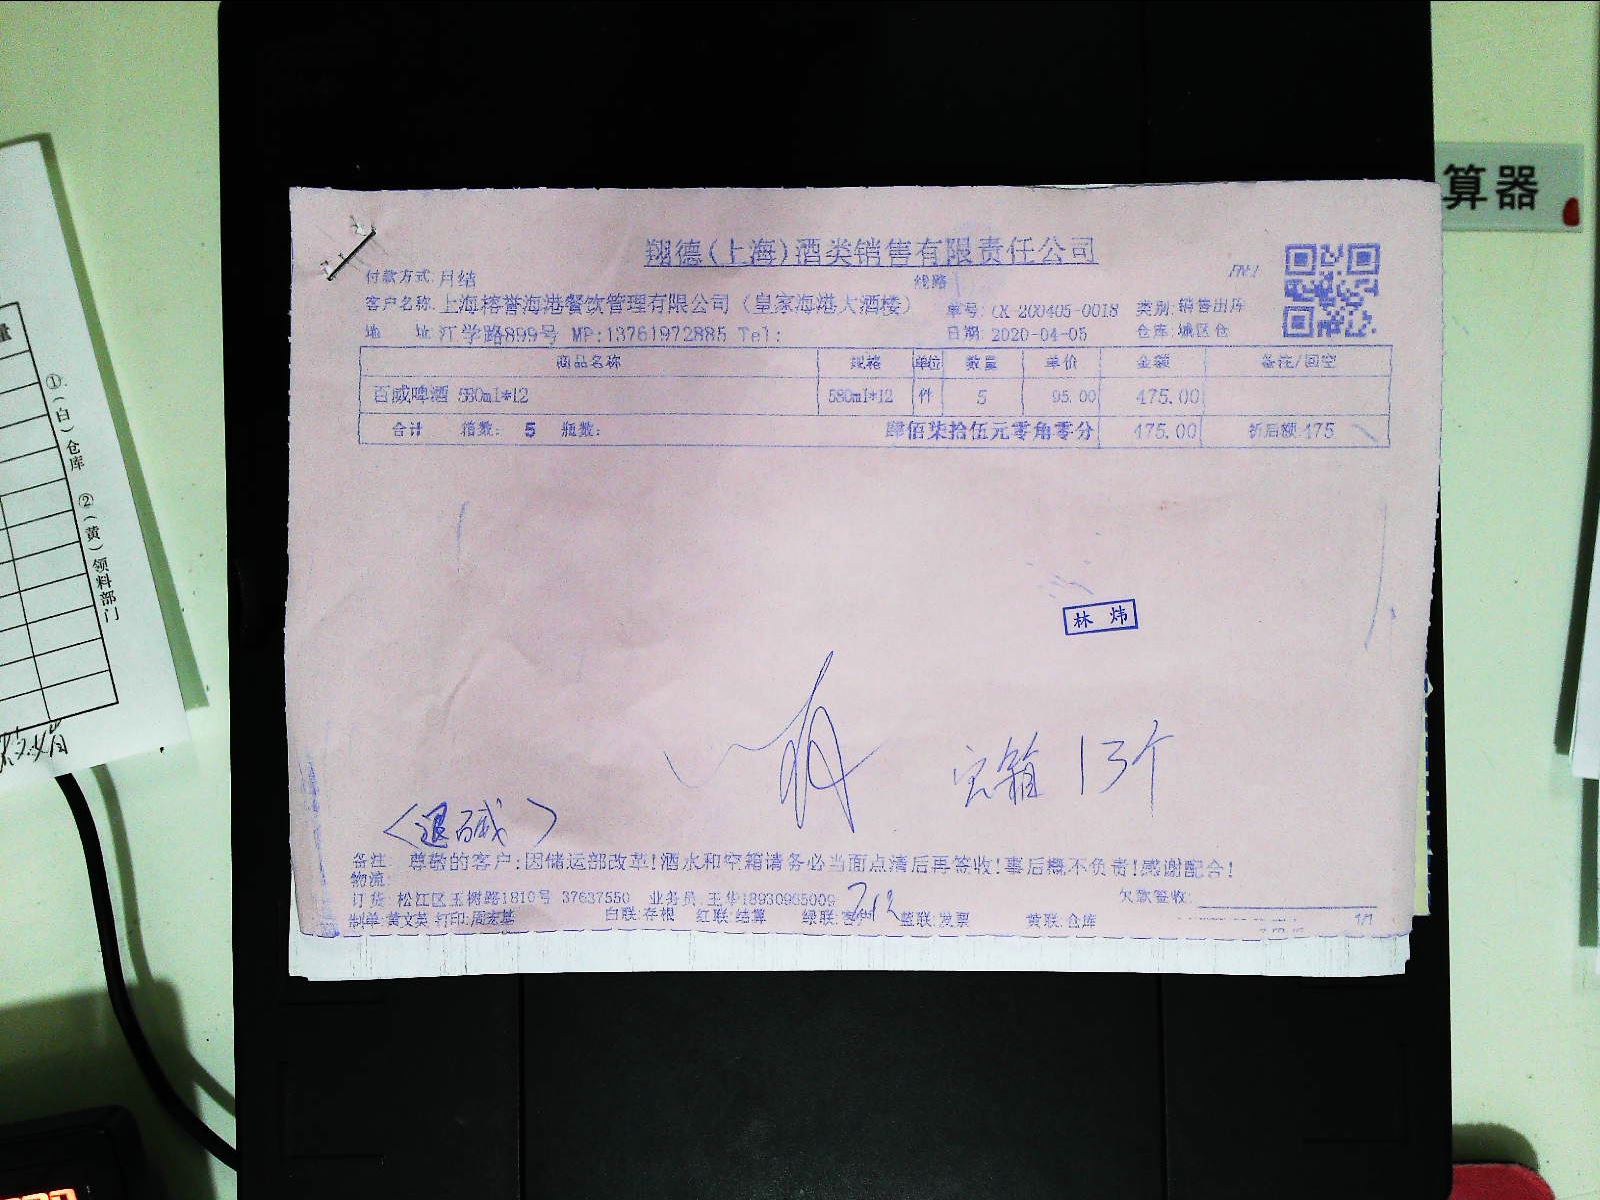 算器
翔德(上海)酒类销售有限责任公司
付款方式:月结 线路
客户名称:上海榕誉海港餐饮管理有限公司(皇家海港大酒楼) 单号:CK-200405-0018 类别:销售出库
地 址 江学路899号 MP:13761972885 Tel: 日期:2020-04-05 仓库:城区仓
商品名称 规格 单位 数量 单价 金额 备注/回空
百威啤酒 580ml*12 580ml*12 件 5 95.00 475.00
合计 箱数: 5 瓶数: 肆佰柒拾伍元零角零分 475.00 折后额:475
林 炜
空箱 13个
备注: 尊敬的客户:因储运部改革!酒水和空箱请务必当面点清后再签收!事后概不负责!感谢配合!
物流:
订货:松江区玉树路1810号 37637550 业务员:王华18930965009 欠款签收:
制单:黄文英 打印:周宏基 白联:存根 红联:结算 绿联:客户 蓝联:发票 黄联:仓库 1/1
量
①(白)仓库 ②(黄)领料部门